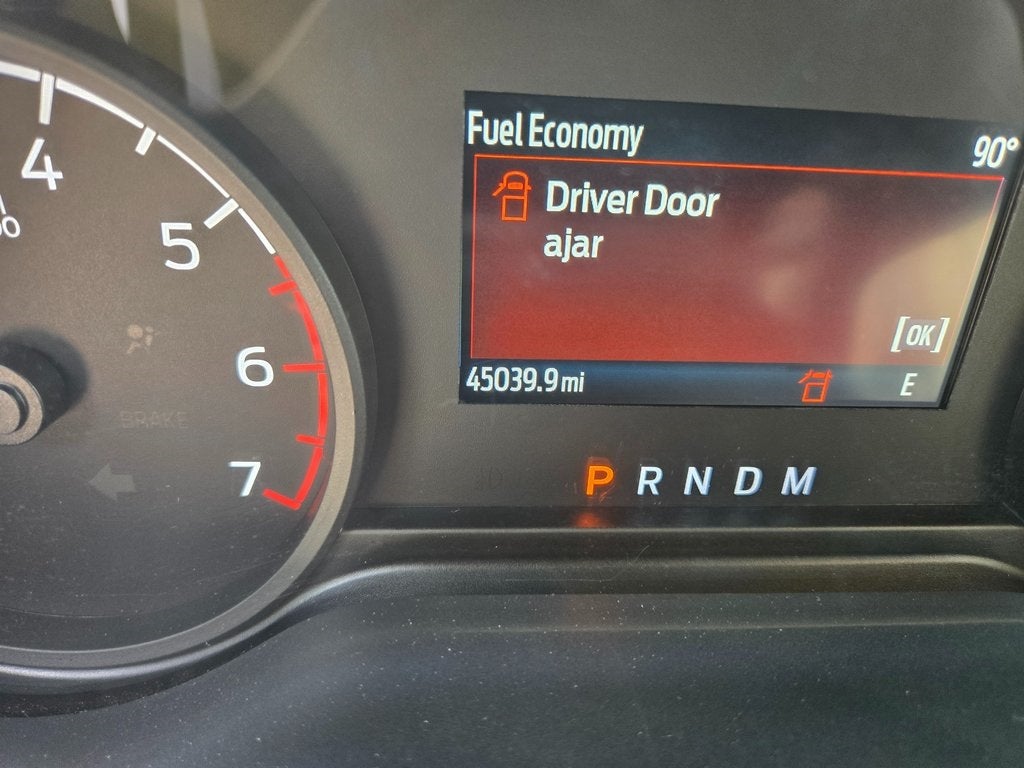 4
5
6
7
BRAKE
Fuel Economy
90°
Driver Door
ajar
[OK]
45039.9 mi
E
P R N D M